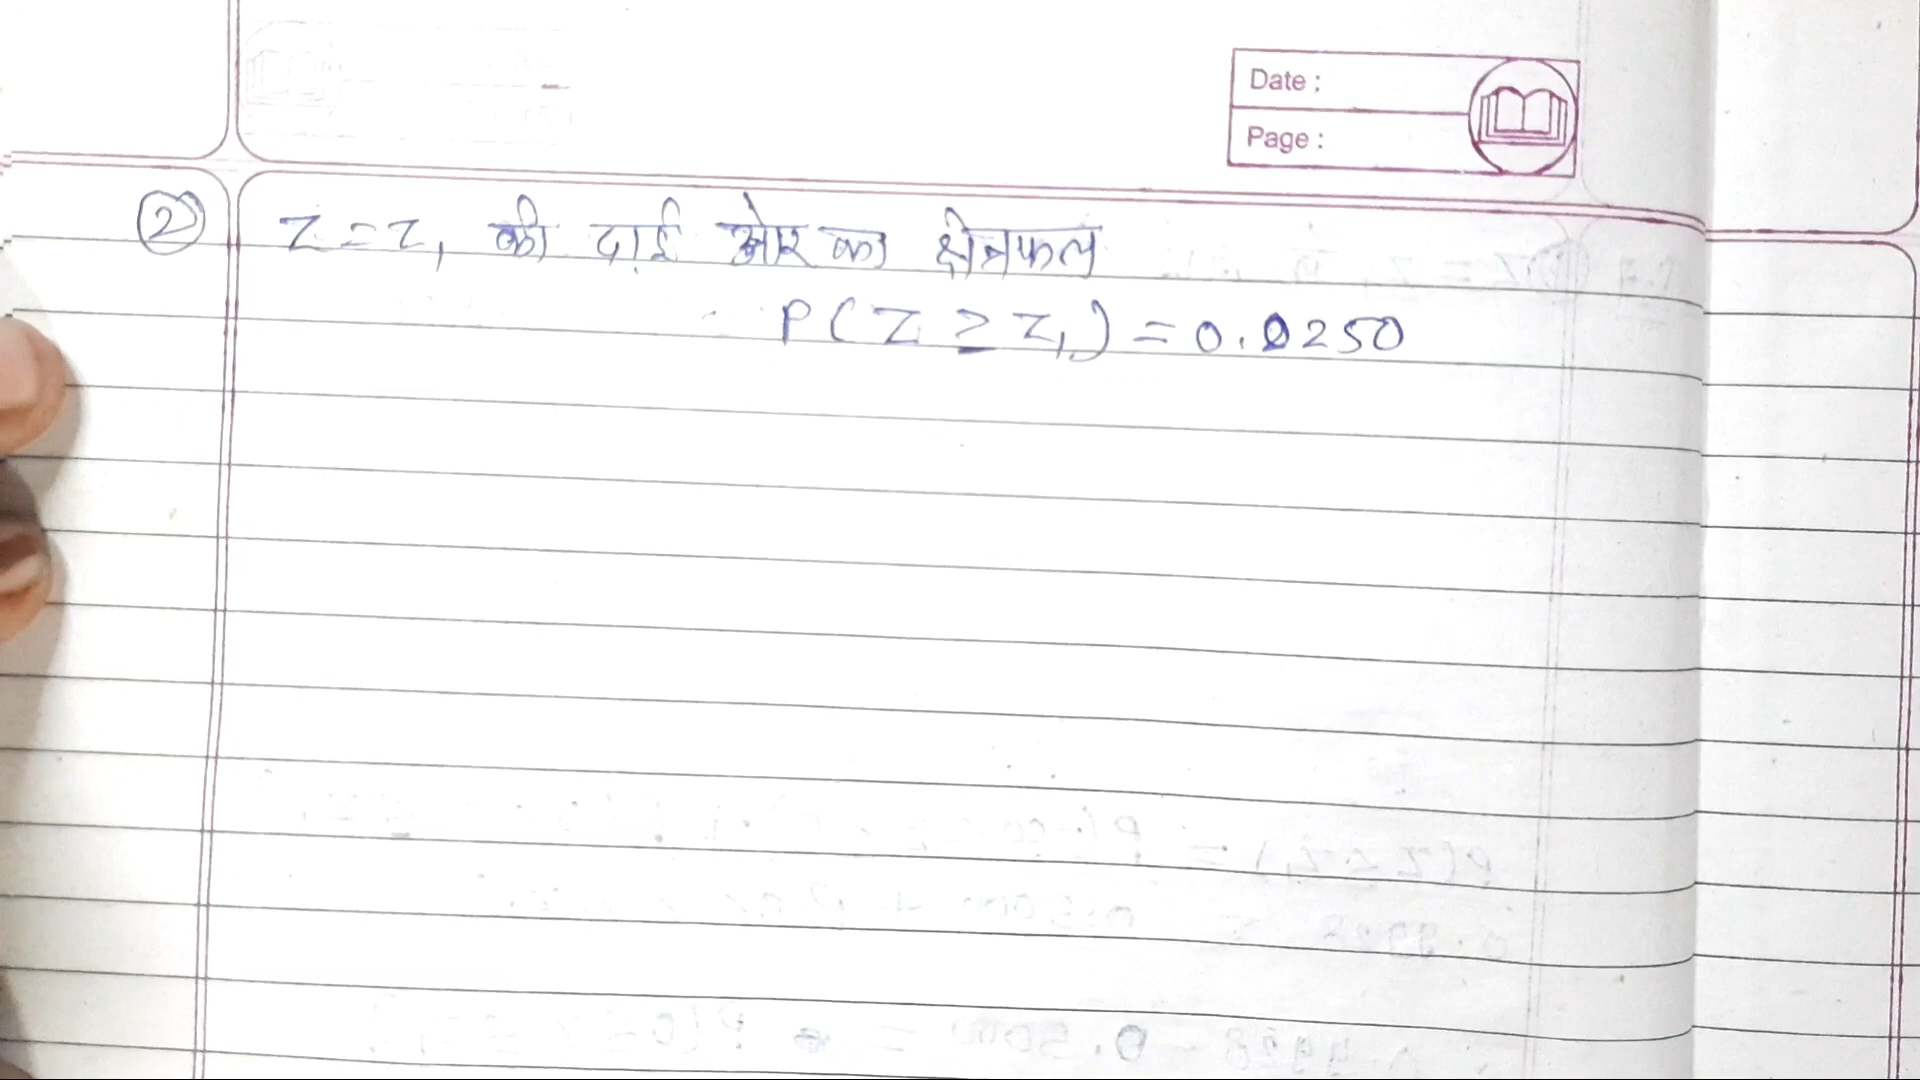 Date :
Page :
② Z = Z₁ की दाई ओर का क्षेत्रफल
P(Z ≥ Z₁) = 0.0250